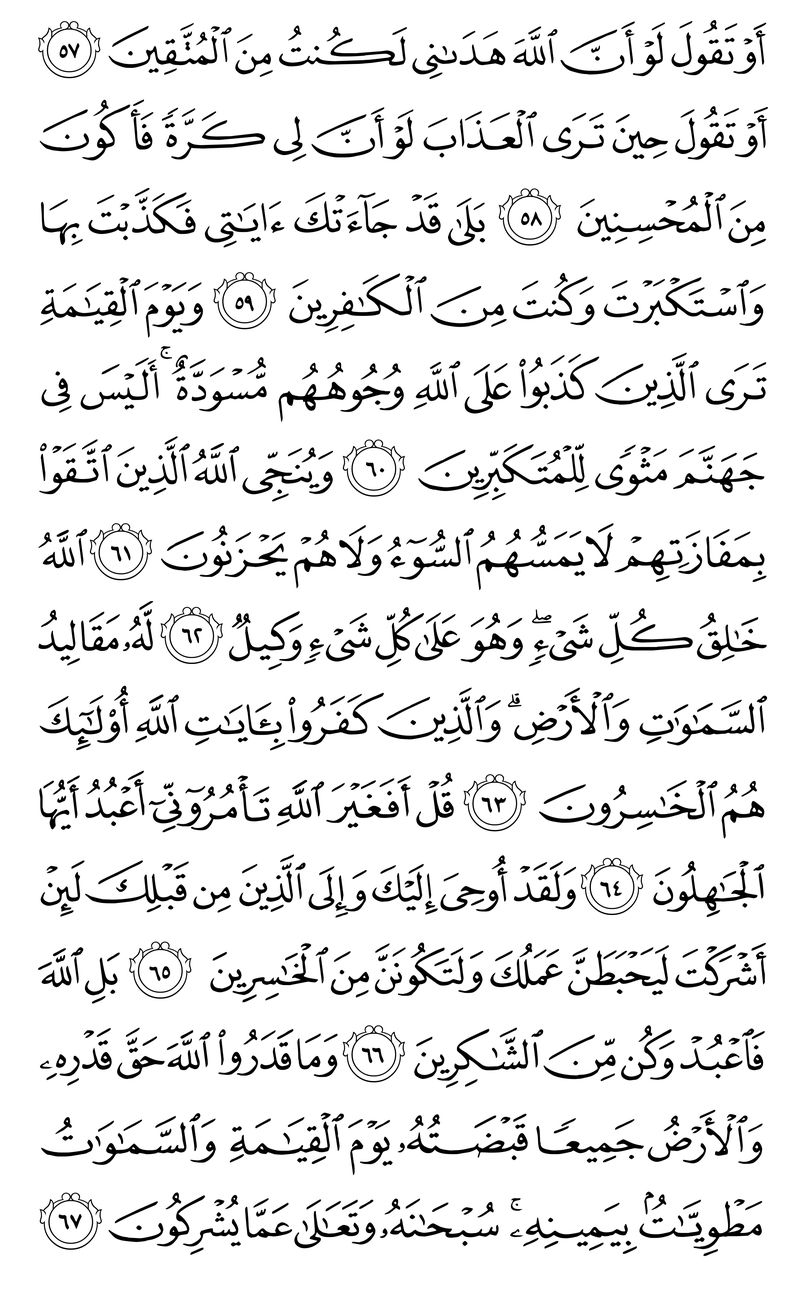 أَوْ تَقُولَ لَوْ أَنَّ ٱللَّهَ هَدَىٰنِى لَكُنتُ مِنَ ٱلْمُتَّقِينَ ٥٧
أَوْ تَقُولَ حِينَ تَرَى ٱلْعَذَابَ لَوْ أَنَّ لِى كَرَّةً فَأَكُونَ
مِنَ ٱلْمُحْسِنِينَ ٥٨ بَلَىٰ قَدْ جَآءَتْكَ ءَايَٰتِى فَكَذَّبْتَ بِهَا
وَٱسْتَكْبَرْتَ وَكُنتَ مِنَ ٱلْكَٰفِرِينَ ٥٩ وَيَوْمَ ٱلْقِيَٰمَةِ
تَرَى ٱلَّذِينَ كَذَبُوا۟ عَلَى ٱللَّهِ وُجُوهُهُم مُّسْوَدَّةٌ ۚ أَلَيْسَ فِى
جَهَنَّمَ مَثْوًى لِّلْمُتَكَبِّرِينَ ٦٠ وَيُنَجِّى ٱللَّهُ ٱلَّذِينَ ٱتَّقَوْا۟
بِمَفَازَتِهِمْ لَا يَمَسُّهُمُ ٱلسُّوٓءُ وَلَا هُمْ يَحْزَنُونَ ٦١ ٱللَّهُ
خَٰلِقُ كُلِّ شَىْءٍ ۖ وَهُوَ عَلَىٰ كُلِّ شَىْءٍ وَكِيلٌ ٦٢ لَّهُۥ مَقَالِيدُ
ٱلسَّمَٰوَٰتِ وَٱلْأَرْضِ ۗ وَٱلَّذِينَ كَفَرُوا۟ بِـَٔايَٰتِ ٱللَّهِ أُو۟لَٰٓئِكَ
هُمُ ٱلْخَٰسِرُونَ ٦٣ قُلْ أَفَغَيْرَ ٱللَّهِ تَأْمُرُوٓنِّىٓ أَعْبُدُ أَيُّهَا
ٱلْجَٰهِلُونَ ٦٤ وَلَقَدْ أُوحِىَ إِلَيْكَ وَإِلَى ٱلَّذِينَ مِن قَبْلِكَ لَئِنْ
أَشْرَكْتَ لَيَحْبَطَنَّ عَمَلُكَ وَلَتَكُونَنَّ مِنَ ٱلْخَٰسِرِينَ ٦٥ بَلِ ٱللَّهَ
فَٱعْبُدْ وَكُن مِّنَ ٱلشَّٰكِرِينَ ٦٦ وَمَا قَدَرُوا۟ ٱللَّهَ حَقَّ قَدْرِهِۦ
وَٱلْأَرْضُ جَمِيعًا قَبْضَتُهُۥ يَوْمَ ٱلْقِيَٰمَةِ وَٱلسَّمَٰوَٰتُ
مَطْوِيَّٰتٌۢ بِيَمِينِهِۦ ۚ سُبْحَٰنَهُۥ وَتَعَٰلَىٰ عَمَّا يُشْرِكُونَ ٦٧